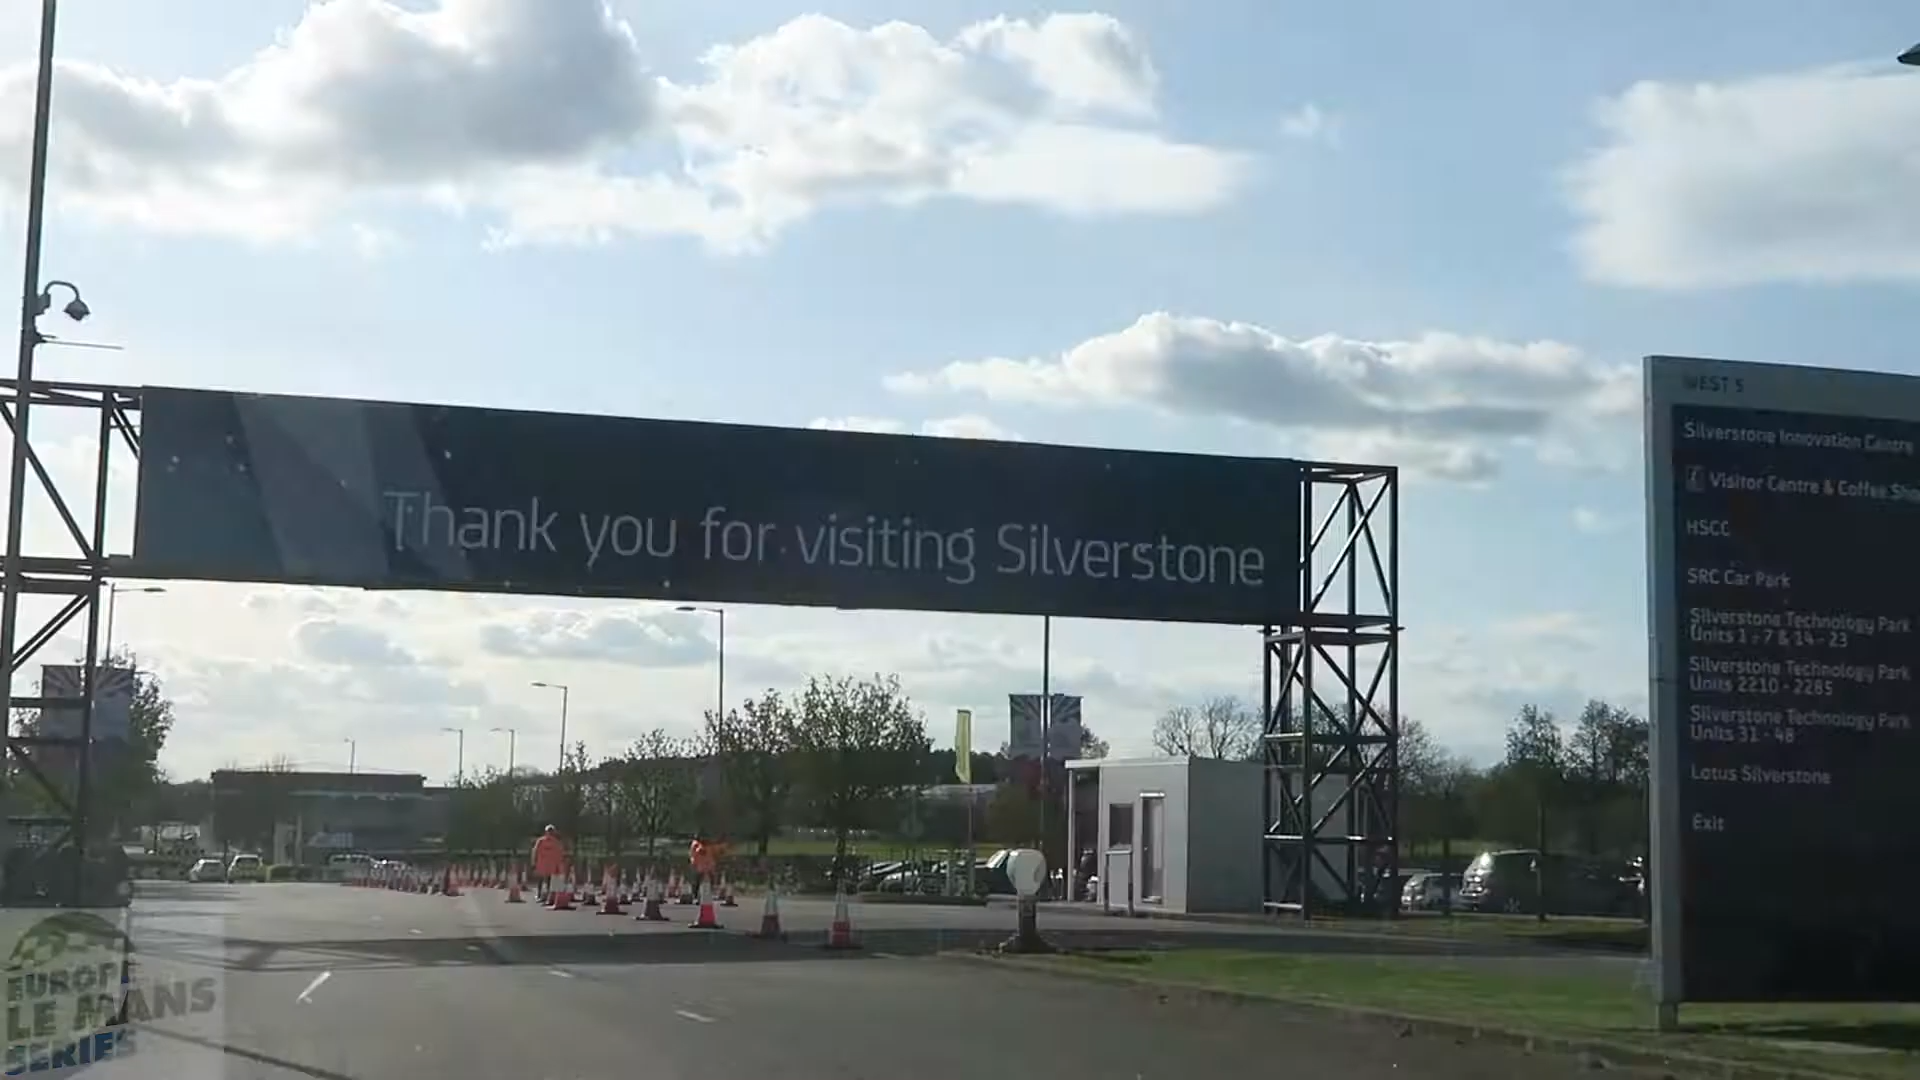 Thank you for visiting Silverstone
WEST 5
Silverstone Innovation Centre
Visitor Centre & Coffee Sho
HSCC
SRC Car Park
Silverstone Technology Park
Units 1 - 7 & 14 - 23
Silverstone Technology Park
Units 2210 - 2285
Silverstone Technology Park
Units 31 - 48
Lotus Silverstone
Exit
EUROPE
LE MANS
SERIES